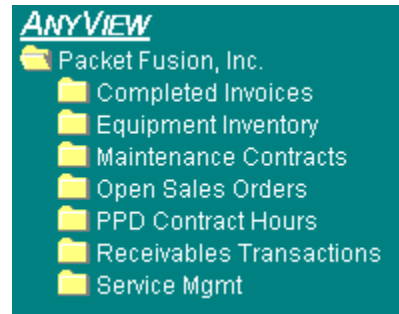 ANYVIEW
Packet Fusion, Inc.
Completed Invoices
Equipment Inventory
Maintenance Contracts
Open Sales Orders
PPD Contract Hours
Receivables Transactions
Service Mgmt